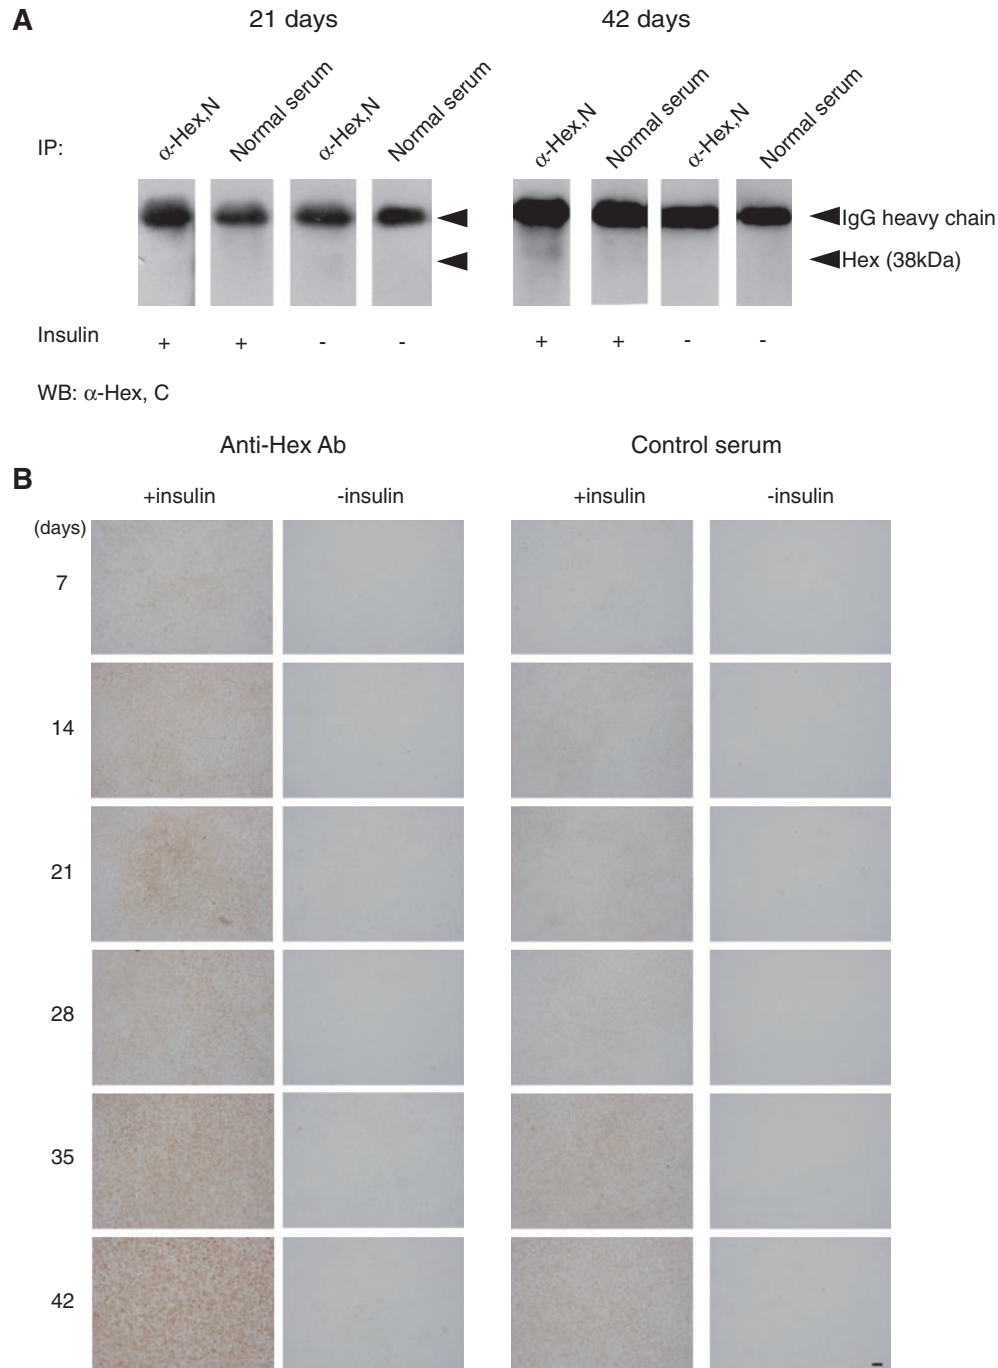 A
21 days
42 days
IP:
α-Hex,N
Normal serum
α-Hex,N
Normal serum
α-Hex,N
Normal serum
α-Hex,N
Normal serum
IgG heavy chain
Hex (38kDa)
Insulin + + - - + + - -
WB: α-Hex, C
Anti-Hex Ab
Control serum
B
+insulin
-insulin
+insulin
-insulin
(days)
7
14
21
28
35
42